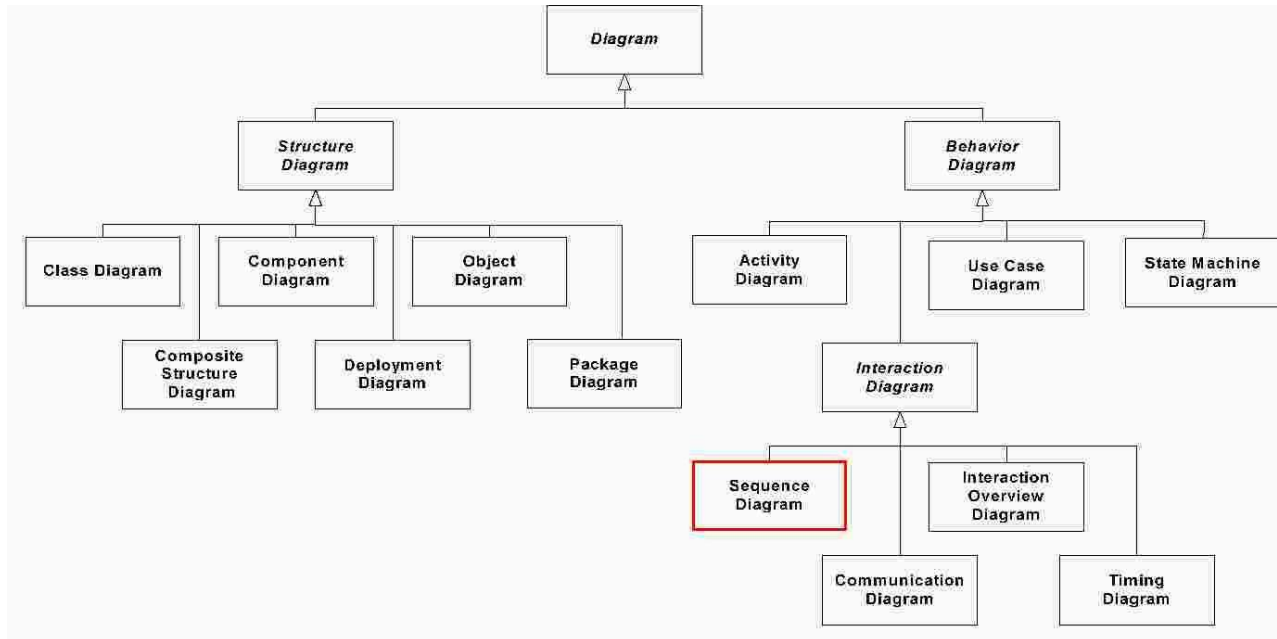 Diagram
Structure
Diagram
Behavior
Diagram
Class Diagram
Component
Diagram
Object
Diagram
Activity
Diagram
Use Case
Diagram
State Machine
Diagram
Composite
Structure
Diagram
Deployment
Diagram
Package
Diagram
Interaction
Diagram
Sequence
Diagram
Interaction
Overview
Diagram
Communication
Diagram
Timing
Diagram